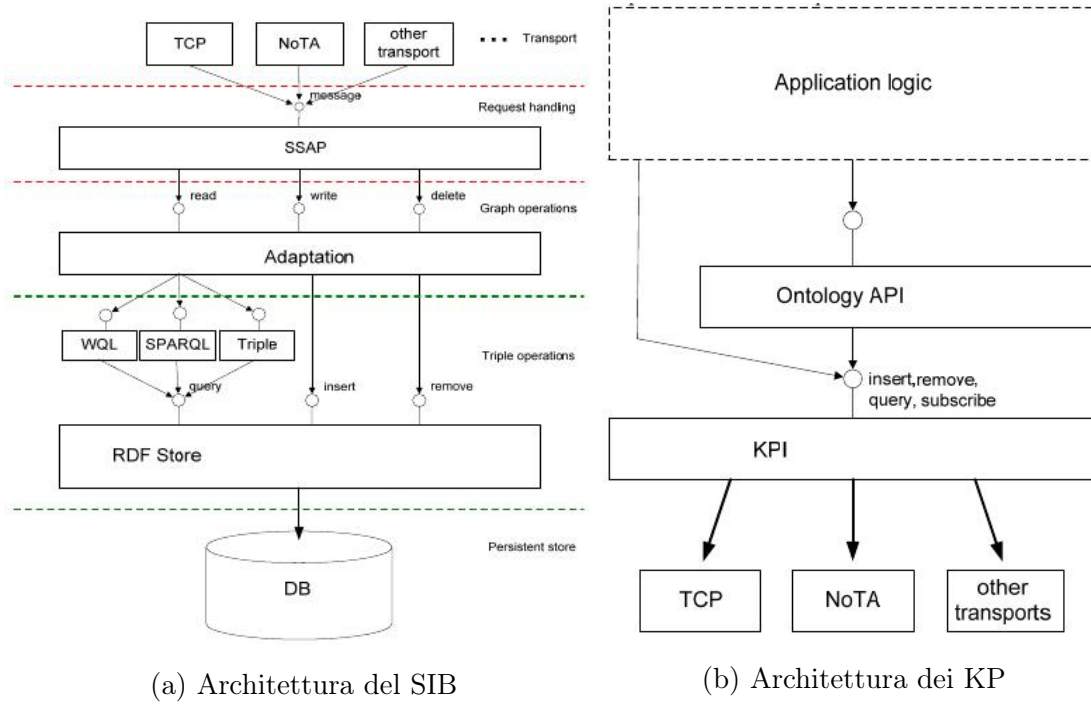 TCP
NoTA
other
transport
Transport
message
Request handling
SSAP
read
write
delete
Graph operations
Adaptation
WQL
SPARQL
Triple
Triple operations
query
insert
remove
RDF Store
Persistent store
DB
(a) Architettura del SIB
Application logic
Ontology API
insert,remove,
query, subscribe
KPI
TCP
NoTA
other
transports
(b) Architettura dei KP